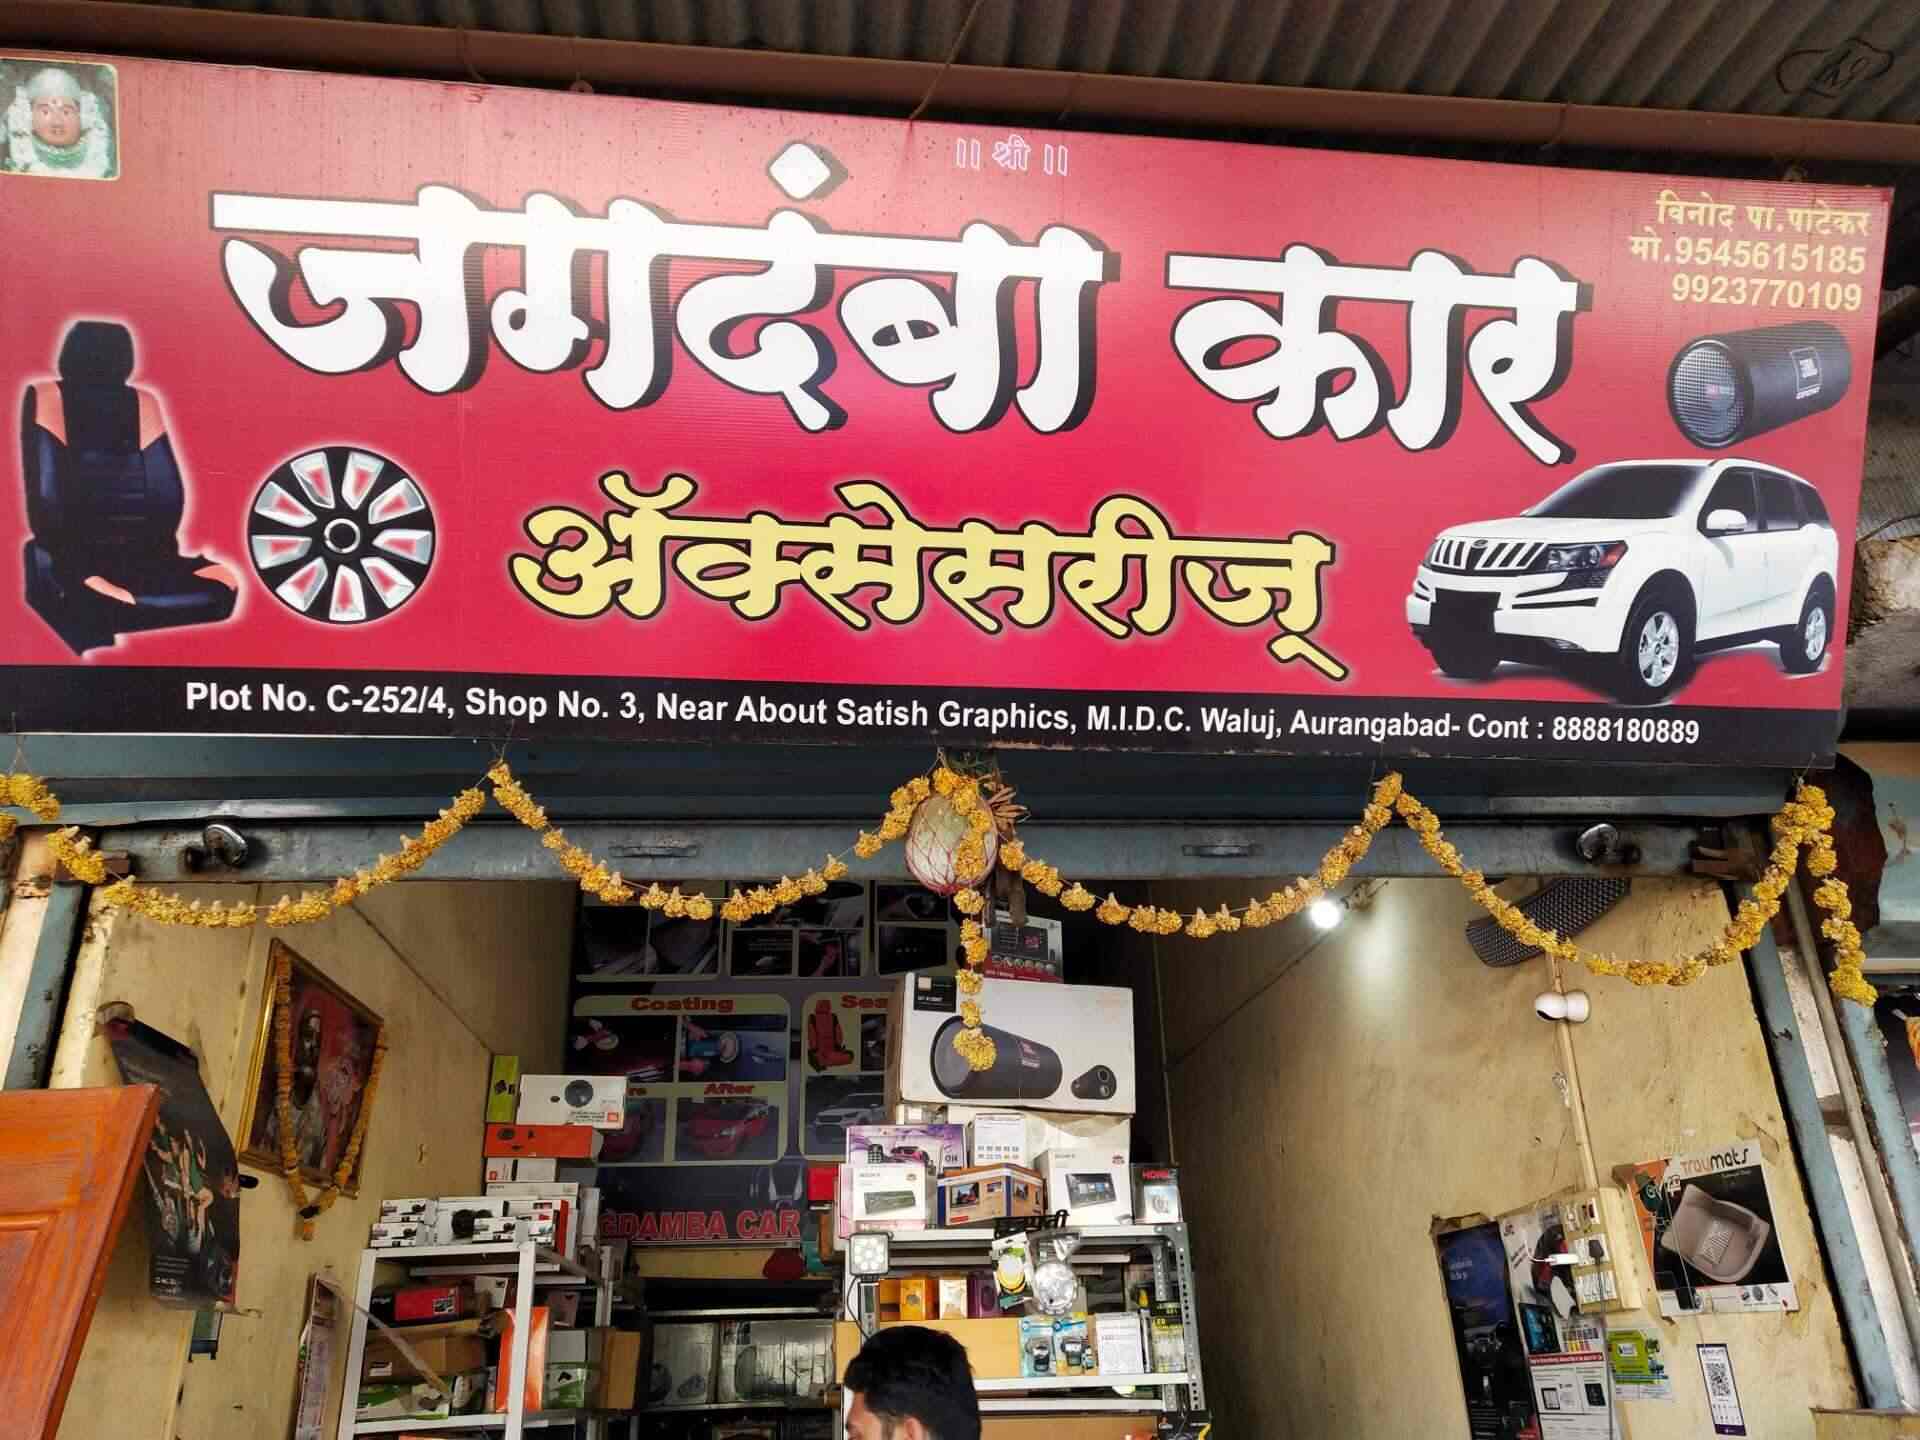 ॥ श्री ॥
विनोद पा.पाटेकर
मो.9545615185
9923770109
जगदंबा कार
ॲक्सेसरीज्
Plot No. C-252/4, Shop No. 3, Near About Satish Graphics, M.I.D.C. Waluj, Aurangabad- Cont : 8888180889
Coating
After
GDAMBA CAR
Traymats